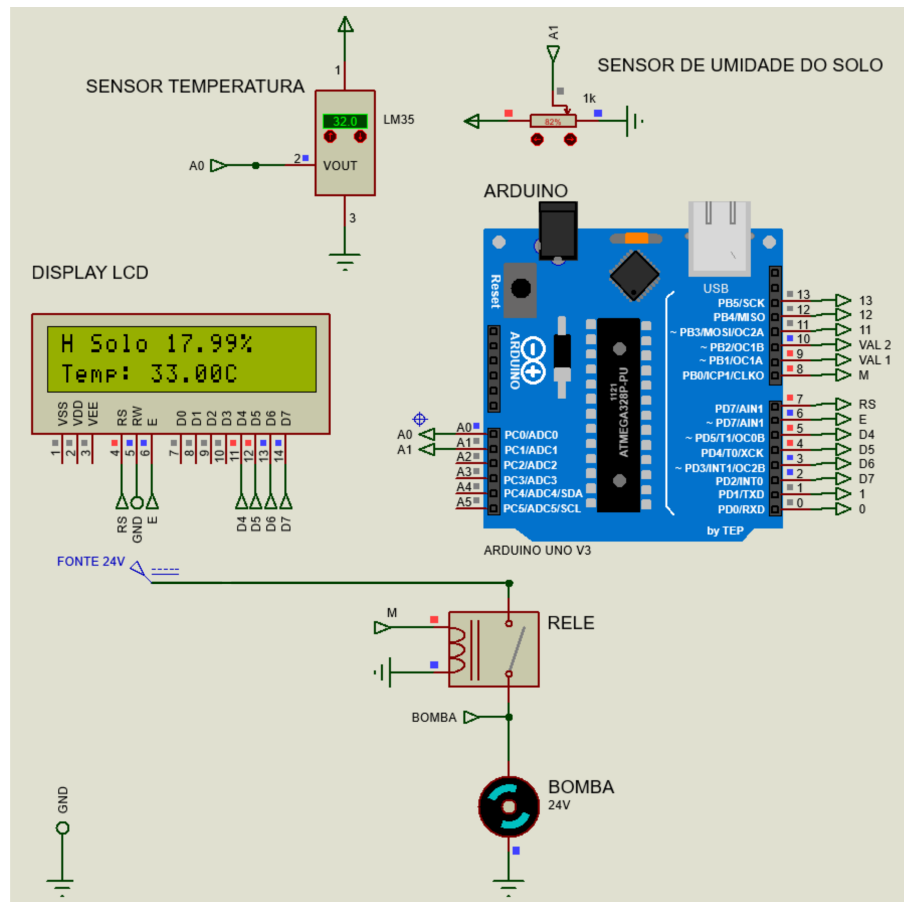 SENSOR TEMPERATURA
1
32.0
LM35
A0
2
VOUT
3
A1
SENSOR DE UMIDADE DO SOLO
1k
82%
ARDUINO
Reset
USB
ARDUINO
1121
ATMEGA328P-PU
PB5/SCK 13 13
PB4/MISO 12 12
~ PB3/MOSI/OC2A 11 11
~ PB2/OC1B 10 VAL 2
~ PB1/OC1A 9 VAL 1
PB0/ICP1/CLKO 8 M
PD7/AIN1 7 RS
~ PD7/AIN1 6 E
~ PD5/T1/OC0B 5 D4
PD4/T0/XCK 4 D5
~ PD3/INT1/OC2B 3 D6
PD2/INT0 2 D7
PD1/TXD 1 1
PD0/RXD 0 0
A0 A0 PC0/ADC0
A1 A1 PC1/ADC1
A2 PC2/ADC2
A3 PC3/ADC3
A4 PC4/ADC4/SDA
A5 PC5/ADC5/SCL
by TEP
ARDUINO UNO V3
DISPLAY LCD
H Solo 17.99%
Temp: 33.00C
VSS VDD VEE RS RW E D0 D1 D2 D3 D4 D5 D6 D7
1 2 3 4 5 6 7 8 9 10 11 12 13 14
RS GND E D4 D5 D6 D7
FONTE 24V
M
RELE
BOMBA
BOMBA
24V
GND